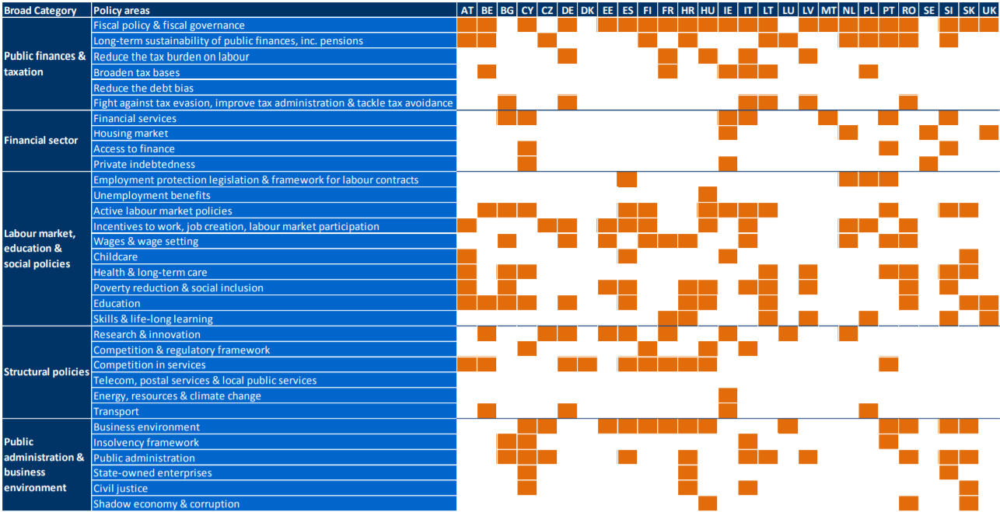 Broad Category Policy areas AT BE BG CY CZ DE DK EE ES FI FR HR HU IE IT LT LU LV MT NL PL PT RO SE SI SK UK
Public finances &
taxation
Fiscal policy & fiscal governance
Long-term sustainability of public finances, inc. pensions
Reduce the tax burden on labour
Broaden tax bases
Reduce the debt bias
Fight against tax evasion, improve tax administration & tackle tax avoidance
Financial sector
Financial services
Housing market
Access to finance
Private indebtedness
Labour market,
education &
social policies
Employment protection legislation & framework for labour contracts
Unemployment benefits
Active labour market policies
Incentives to work, job creation, labour market participation
Wages & wage setting
Childcare
Health & long-term care
Poverty reduction & social inclusion
Education
Skills & life-long learning
Structural policies
Research & innovation
Competition & regulatory framework
Competition in services
Telecom, postal services & local public services
Energy, resources & climate change
Transport
Public
administration &
business
environment
Business environment
Insolvency framework
Public administration
State-owned enterprises
Civil justice
Shadow economy & corruption